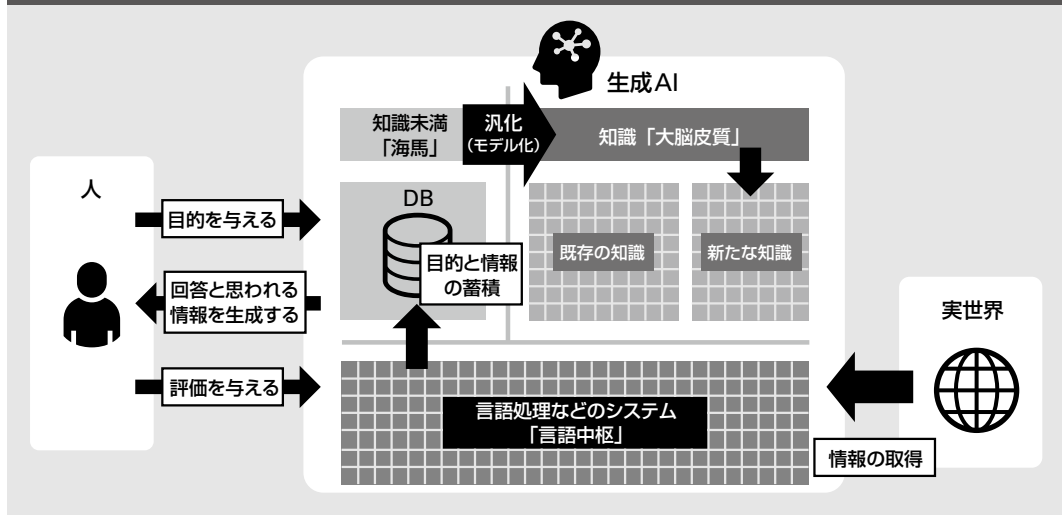 生成AI
知識未満
「海馬」
汎化
(モデル化)
知識「大脳皮質」
人
DB
目的を与える
目的と情報
の蓄積
既存の知識
新たな知識
回答と思われる
情報を生成する
実世界
評価を与える
言語処理などのシステム
「言語中枢」
情報の取得